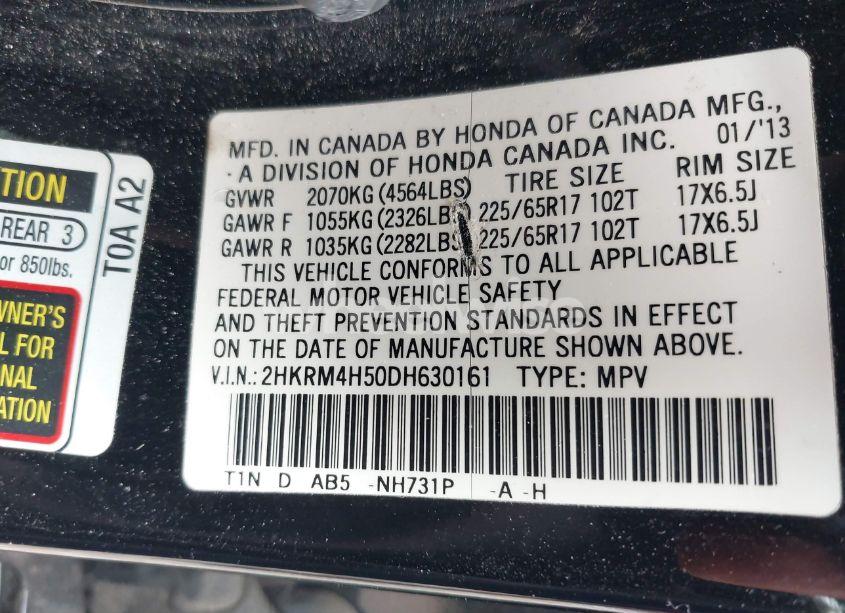 MFD. IN CANADA BY HONDA OF CANADA MFG.,
- A DIVISION OF HONDA CANADA INC. 01/'13
GVWR 2070KG (4564LBS) TIRE SIZE RIM SIZE
GAWR F 1055KG (2326LB 225/65R17 102T 17X6.5J
GAWR R 1035KG (2282LBS 225/65R17 102T 17X6.5J
THIS VEHICLE CONFORMS TO ALL APPLICABLE
FEDERAL MOTOR VEHICLE SAFETY
AND THEFT PREVENTION STANDARDS IN EFFECT
ON THE DATE OF MANUFACTURE SHOWN ABOVE.
V.I.N.: 2HKRM4H50DH630161 TYPE: MPV
T1N D AB5 -NH731P -A -H
TION
REAR 3
or 850lbs.
WNER'S
L FOR
NAL
ATION
T0A A2